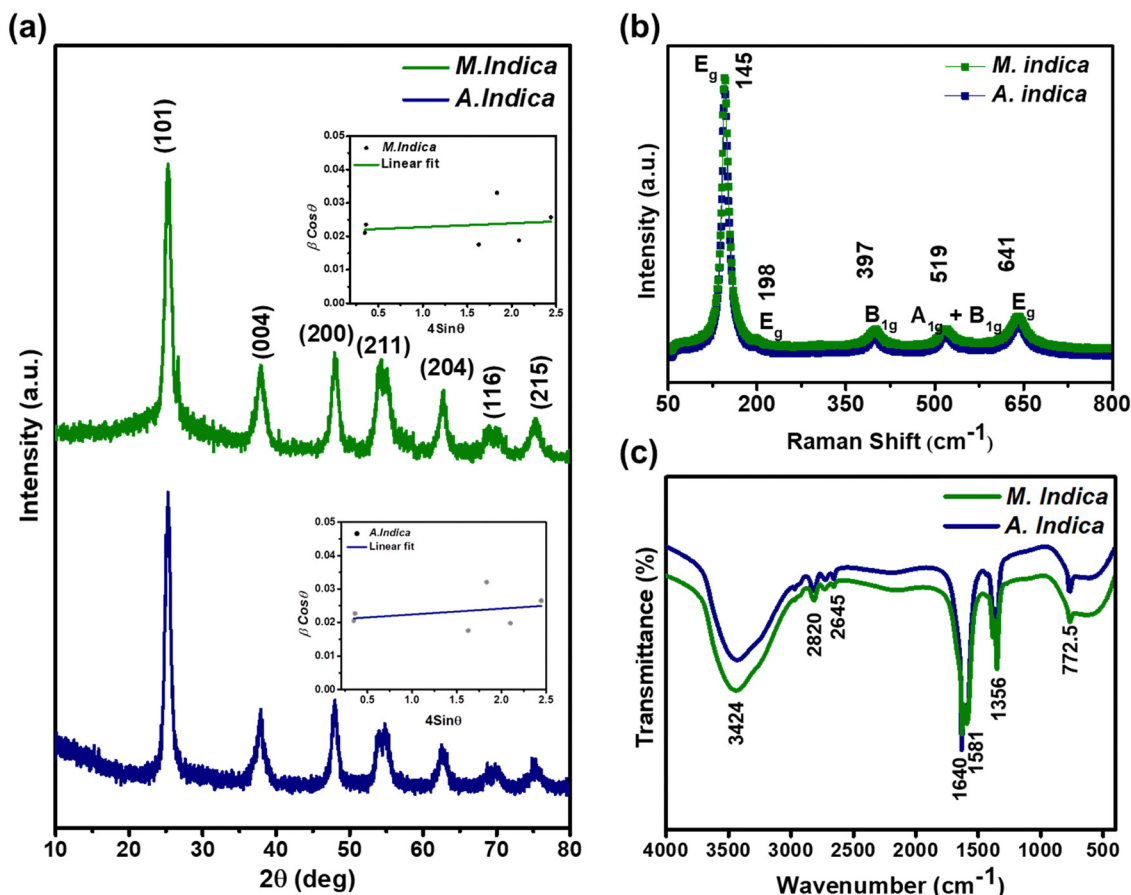 (a)
M.Indica
A.Indica
(101)
(004)
(200)
(211)
(204)
(116)
(215)
0.05
0.04
0.03
0.02
0.01
0.00
β Cosθ
M.Indica
Linear fit
0.5 1.0 1.5 2.0 2.5
4Sinθ
0.05
0.04
0.03
0.02
0.01
0.00
β Cosθ
A.Indica
Linear fit
0.5 1.0 1.5 2.0 2.5
4Sinθ
Intensity (a.u.)
10 20 30 40 50 60 70 80
2θ (deg)
(b)
M. indica
A. indica
Eg 145
198
Eg
397
B1g
519
A1g + B1g
641
Eg
Intensity (a.u.)
50 150 250 350 450 550 650 800
Raman Shift (cm-1)
(c)
M. Indica
A. Indica
3424
2820
2645
1640
1581
1356
772.5
Transmittance (%)
4000 3500 3000 2500 2000 1500 1000 500
Wavenumber (cm-1)